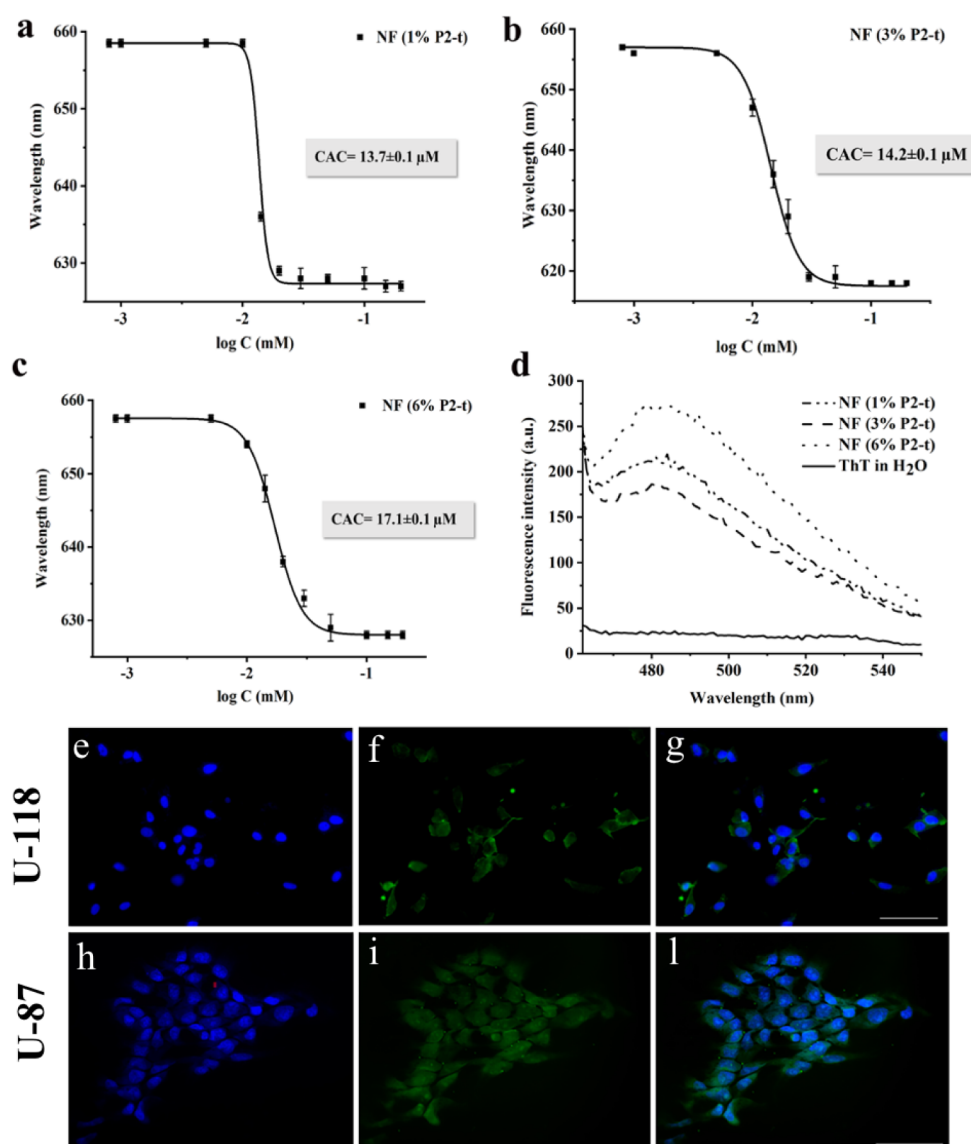 a
660
650
640
630
Wavelength (nm)
-3
-2
-1
log C (mM)
NF (1% P2-t)
CAC= 13.7±0.1 µM
b
660
650
640
630
620
Wavelength (nm)
-3
-2
-1
log C (mM)
NF (3% P2-t)
CAC= 14.2±0.1 µM
c
660
650
640
630
Wavelength (nm)
-3
-2
-1
log C (mM)
NF (6% P2-t)
CAC= 17.1±0.1 µM
d
300
250
200
150
100
50
25
0
Fluorescence intensity (a.u.)
480
500
520
540
Wavelength (nm)
NF (1% P2-t)
NF (3% P2-t)
NF (6% P2-t)
ThT in H₂O
U-118
e
f
g
U-87
h
i
l